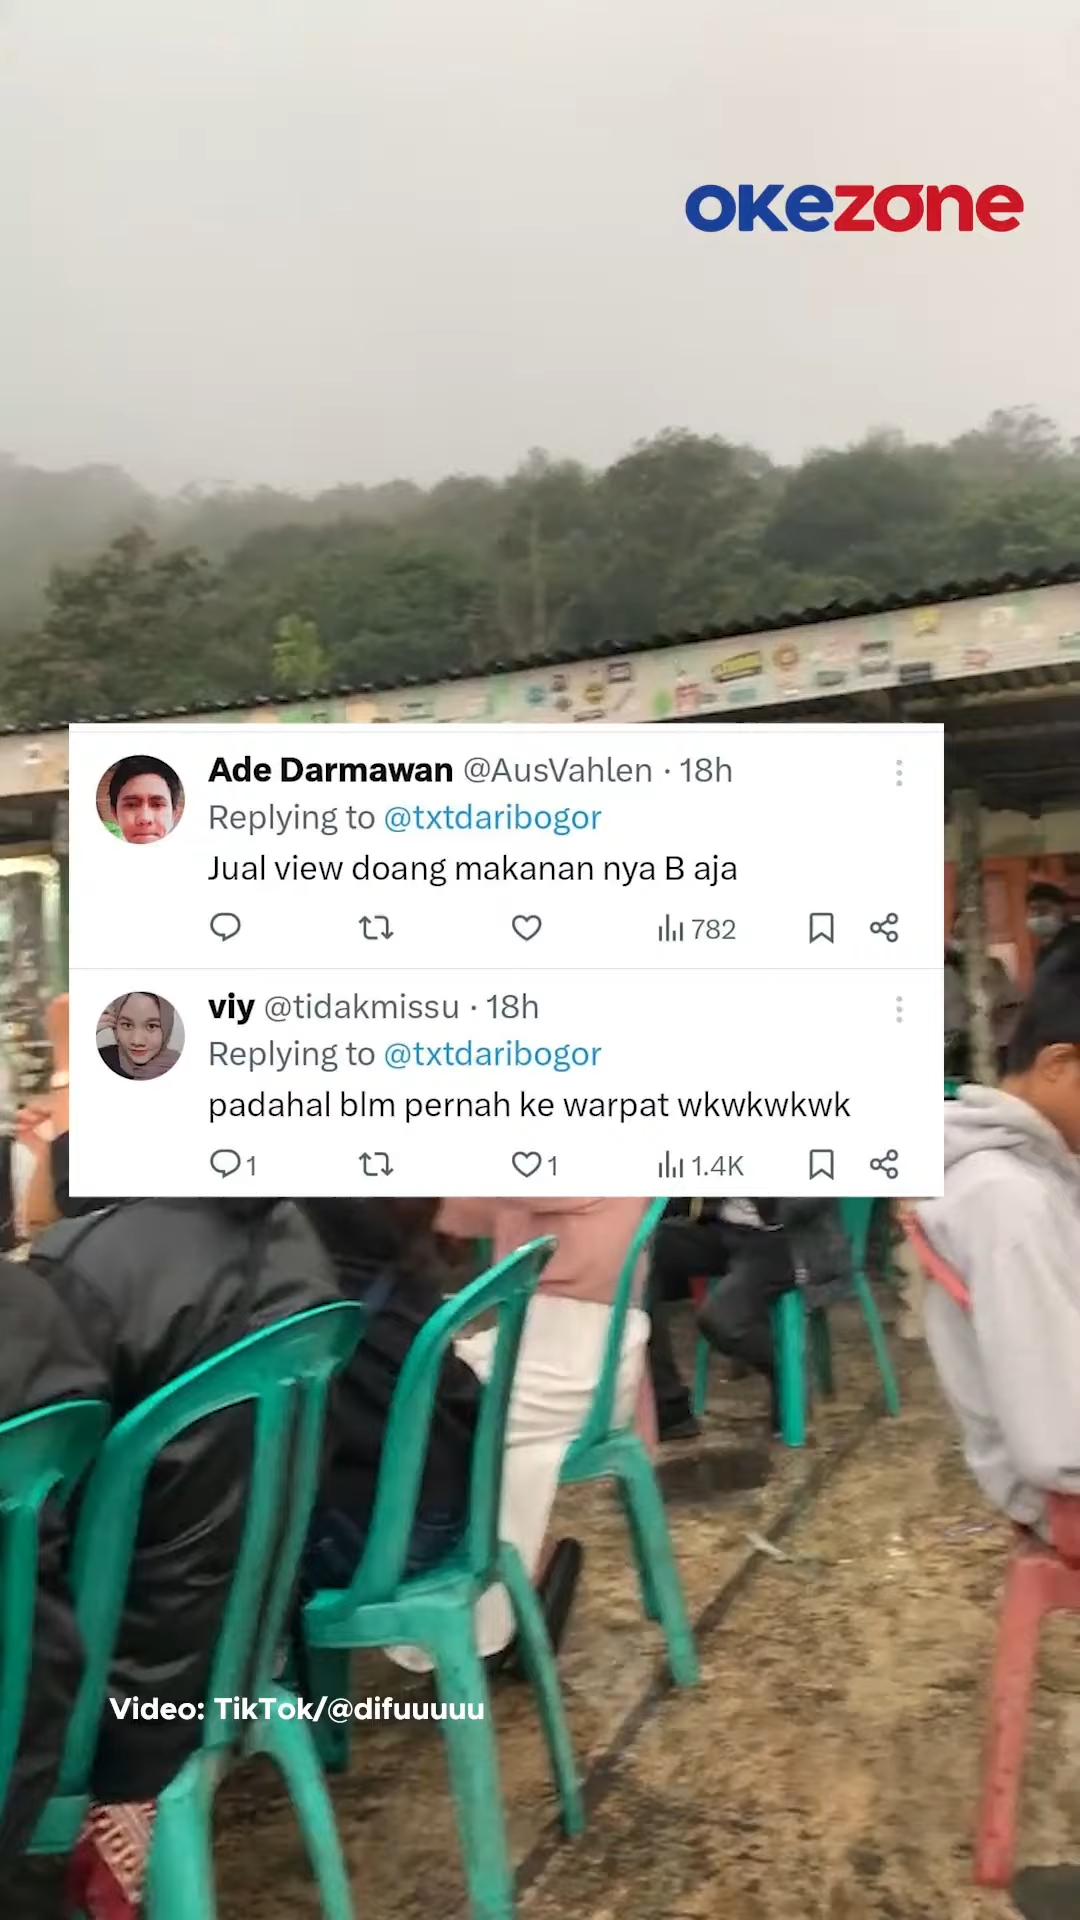 okezone
Ade Darmawan @AusVahlen · 18h
Replying to @txtdaribogor
Jual view doang makanan nya B aja
782
viy @tidakmissu · 18h
Replying to @txtdaribogor
padahal blm pernah ke warpat wkwkwkwk
1 1 1.4K
Video: TikTok/@difuuuuu